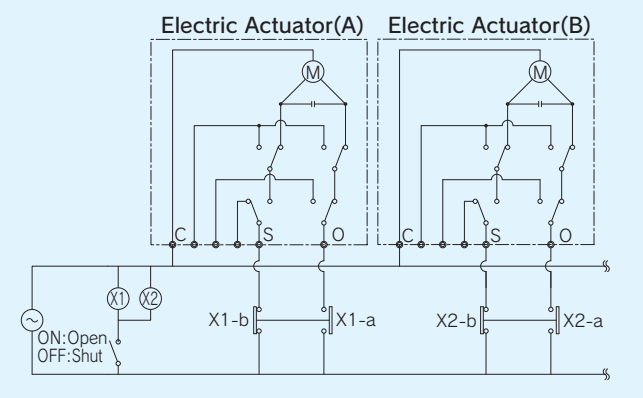 Electric Actuator(A)
Electric Actuator(B)
M
M
C
S
O
C
S
O
X1
X2
X1-b
X1-a
X2-b
X2-a
ON:Open
OFF:Shut